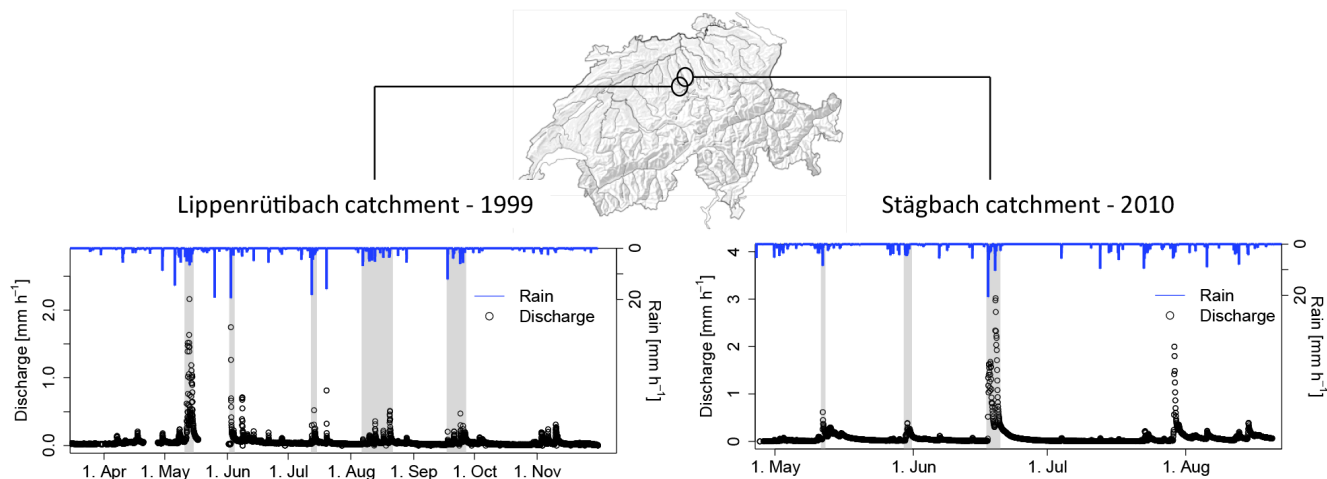 Lippenrütibach catchment - 1999
Stägbach catchment - 2010
Discharge [mm h⁻¹]
0.0
1.0
2.0
Rain
Discharge
0
20
Rain [mm h⁻¹]
1. Apr
1. May
1. Jun
1. Jul
1. Aug
1. Sep
1. Oct
1. Nov
Discharge [mm h⁻¹]
0
1
2
3
4
Rain
Discharge
0
20
Rain [mm h⁻¹]
1. May
1. Jun
1. Jul
1. Aug